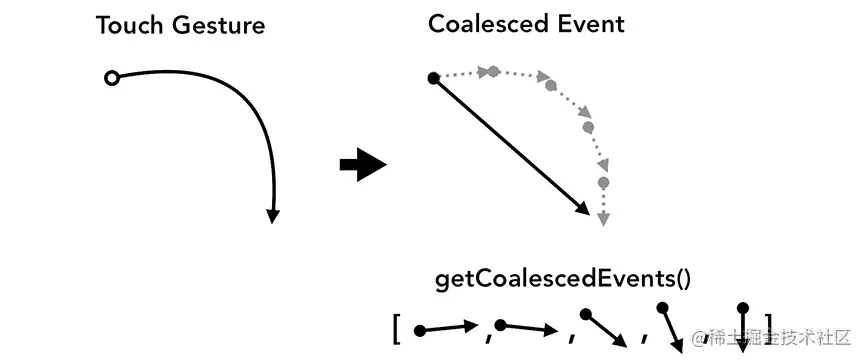 Touch Gesture
Coalesced Event
getCoalescedEvents()
[ , , , , ]
@稀土掘金技术社区